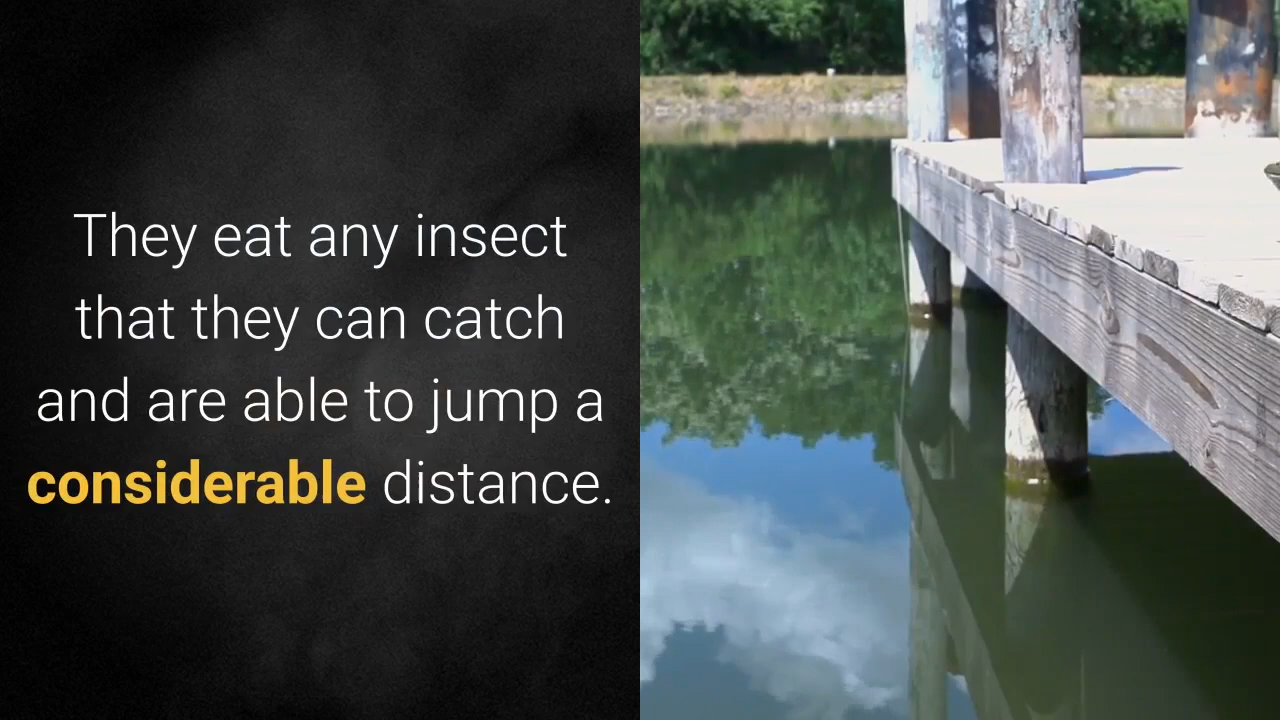 They eat any insect
that they can catch
and are able to jump a
considerable distance.